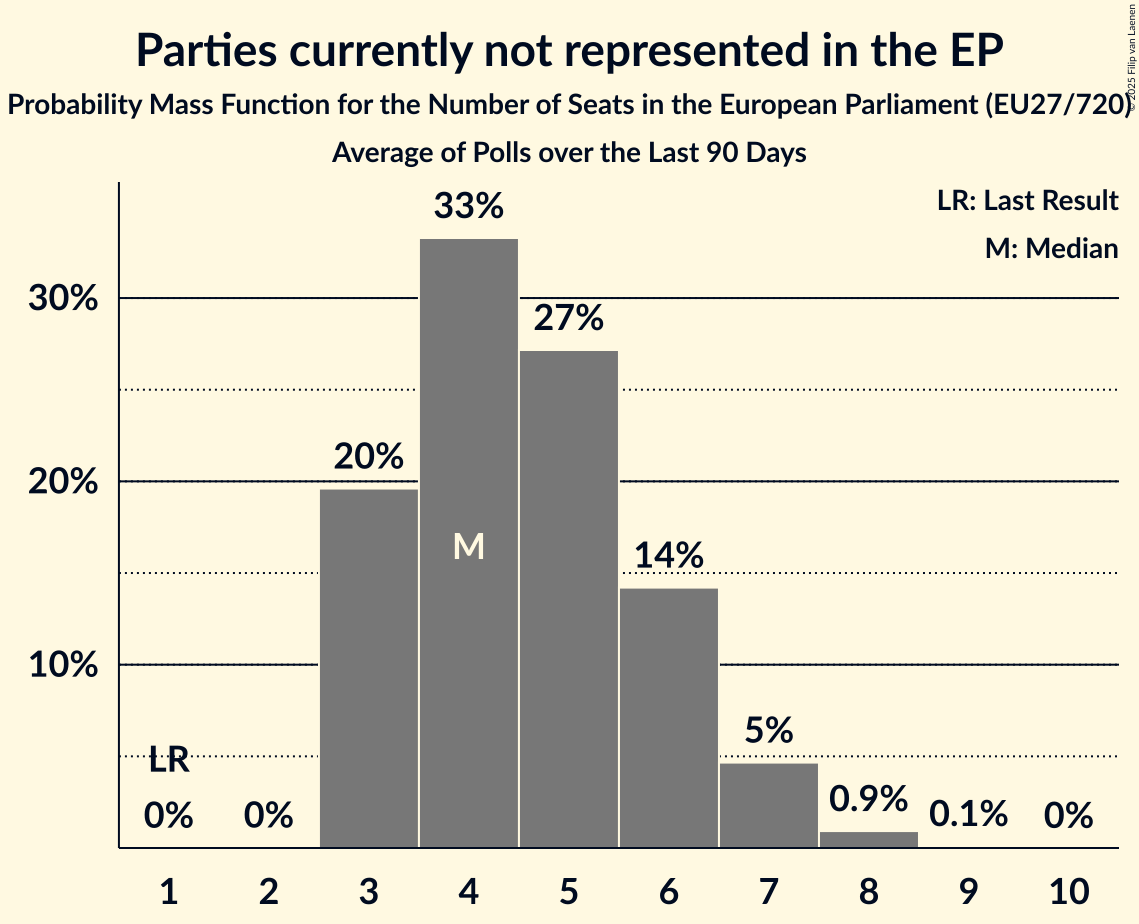 Parties currently not represented in the EP
Probability Mass Function for the Number of Seats in the European Parliament (EU27/720)
Average of Polls over the Last 90 Days
© 2025 Filip van Laenen
LR: Last Result
M: Median
30%
20%
10%
LR
0%
0%
20%
33%
M
27%
14%
5%
0.9%
0.1%
0%
1 2 3 4 5 6 7 8 9 10